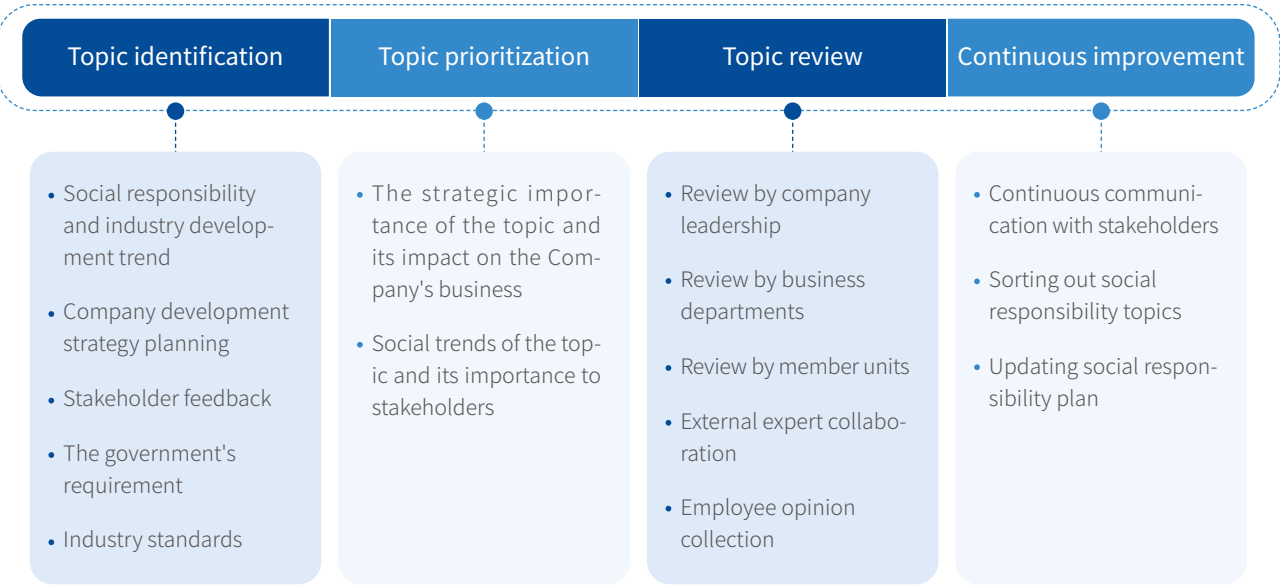 Topic identification
Topic prioritization
Topic review
Continuous improvement
• Social responsibility
and industry develop-
ment trend
• Company development
strategy planning
• Stakeholder feedback
• The government's
requirement
• Industry standards
• The strategic impor-
tance of the topic and
its impact on the Com-
pany's business
• Social trends of the top-
ic and its importance to
stakeholders
• Review by company
leadership
• Review by business
departments
• Review by member units
• External expert collabo-
ration
• Employee opinion
collection
• Continuous communi-
cation with stakeholders
• Sorting out social
responsibility topics
• Updating social respon-
sibility plan